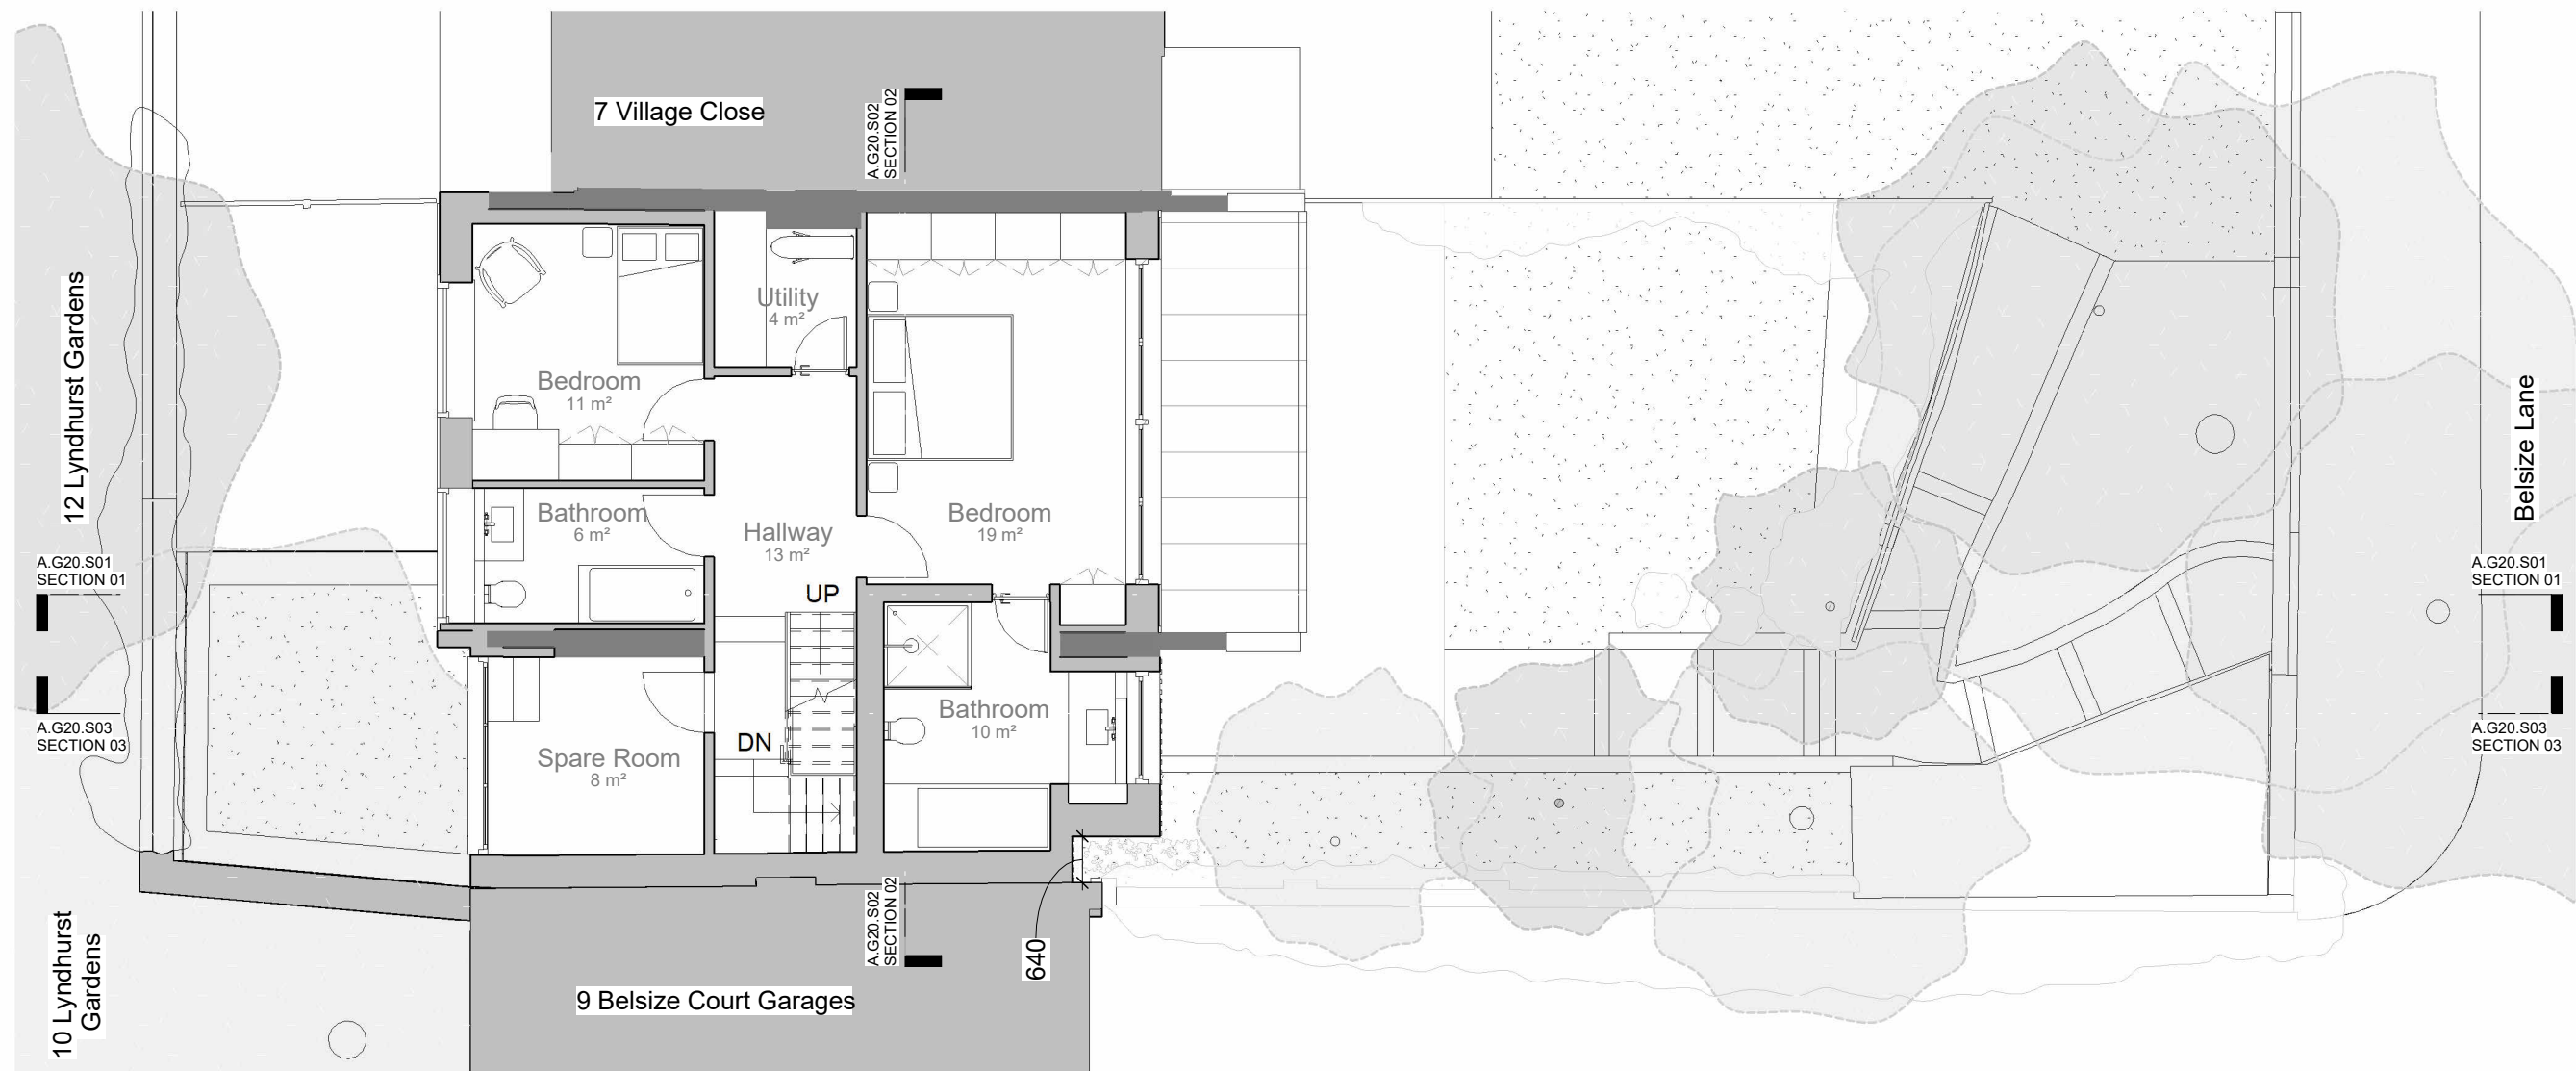 7 Village Close
A.G20.S02
SECTION 02
12 Lyndhurst Gardens
Utility
4 m²
Bedroom
11 m²
Bedroom
19 m²
Bathroom
6 m²
Hallway
13 m²
UP
A.G20.S01
SECTION 01
A.G20.S03
SECTION 03
Belsize Lane
A.G20.S01
SECTION 01
A.G20.S03
SECTION 03
Bathroom
10 m²
DN
Spare Room
8 m²
A.G20.S02
SECTION 02
640
10 Lyndhurst
Gardens
9 Belsize Court Garages